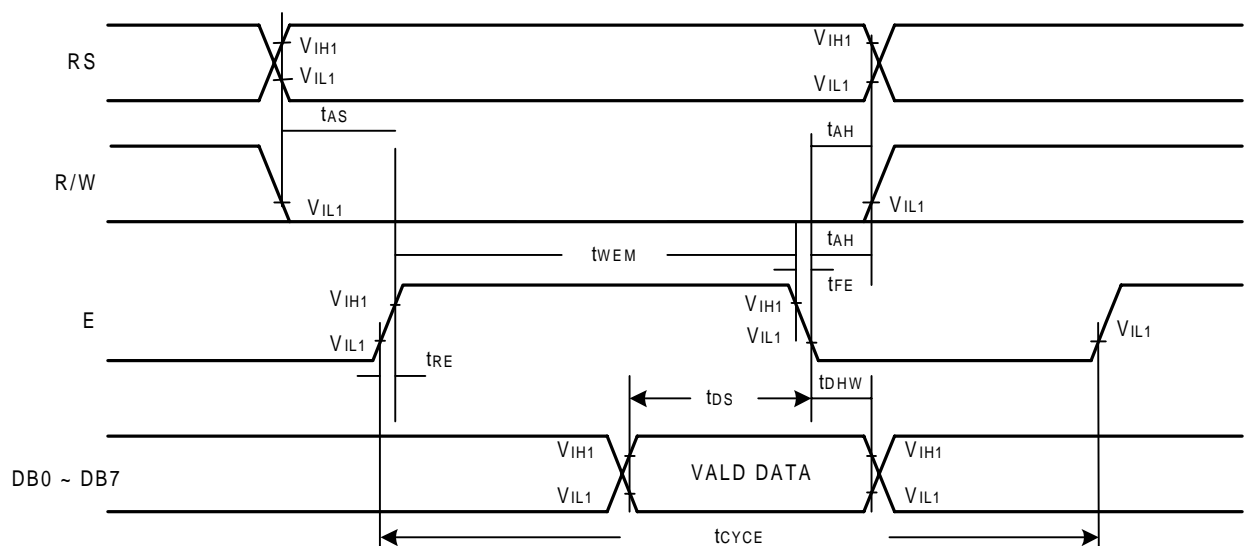 RS
VIH1
VIL1
VIH1
VIL1
tAS
tAH
R/W
VIL1
VIL1
tWEM
tAH
tFE
E
VIH1
VIL1
VIH1
VIL1
VIL1
tRE
tDS
tDHW
DB0 ~ DB7
VIH1
VIL1
VALD DATA
VIH1
VIL1
tCYCE